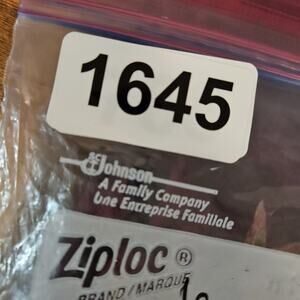 1645
SC Johnson
A Family Company
Une Entreprise Familiale
Ziploc®
BRAND / MARQUE